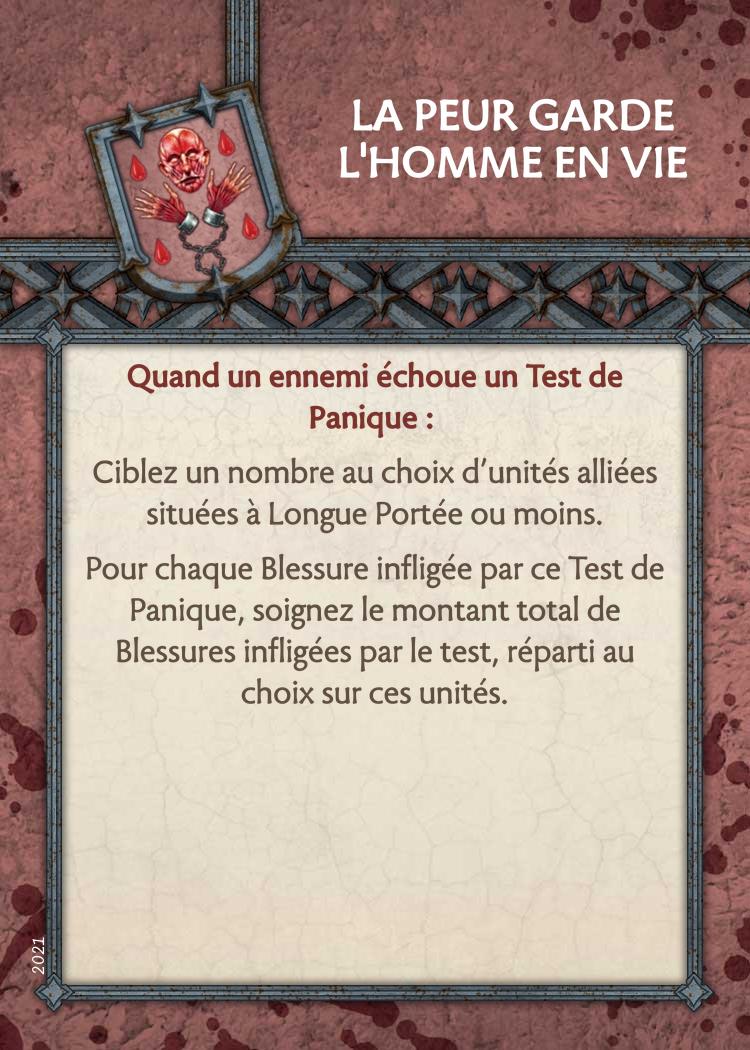 LA PEUR GARDE
L'HOMME EN VIE
Quand un ennemi échoue un Test de
Panique :
Ciblez un nombre au choix d’unités alliées
situées à Longue Portée ou moins.
Pour chaque Blessure infligée par ce Test de
Panique, soignez le montant total de
Blessures infligées par le test, réparti au
choix sur ces unités.
2021